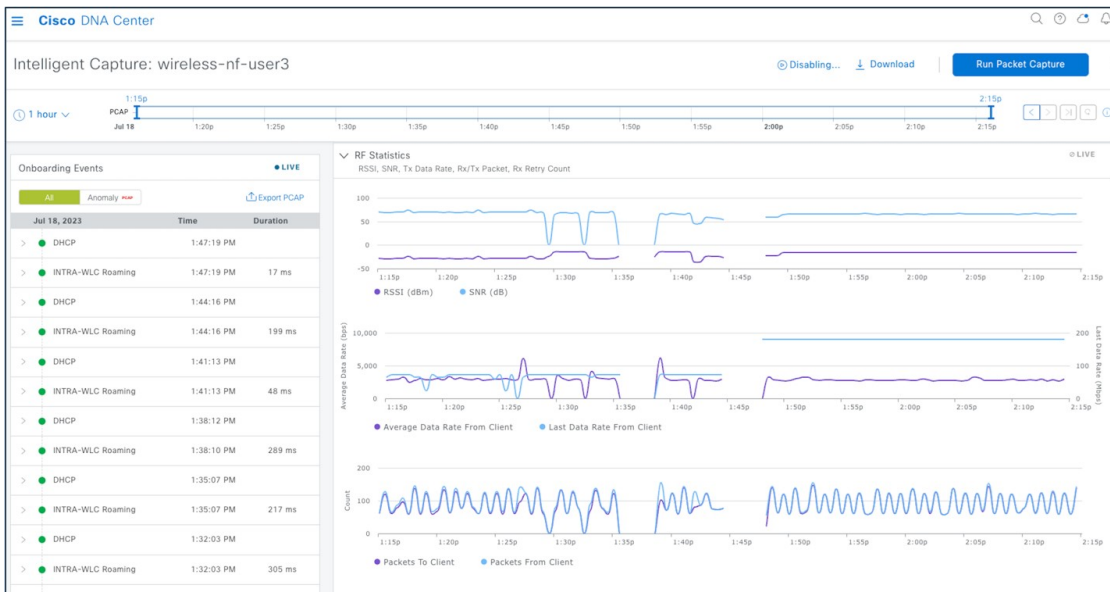 Cisco DNA Center
Intelligent Capture: wireless-nf-user3
Disabling...
Download
Run Packet Capture
1 hour
1:15p
2:15p
PCAP
Jul 18 1:20p 1:25p 1:30p 1:35p 1:40p 1:45p 1:50p 1:55p 2:00p 2:05p 2:10p 2:15p
Onboarding Events
LIVE
All
Anomaly PCAP
Export PCAP
Jul 18, 2023 Time Duration
DHCP 1:47:19 PM
INTRA-WLC Roaming 1:47:19 PM 17 ms
DHCP 1:44:16 PM
INTRA-WLC Roaming 1:44:16 PM 199 ms
DHCP 1:41:13 PM
INTRA-WLC Roaming 1:41:13 PM 48 ms
DHCP 1:38:12 PM
INTRA-WLC Roaming 1:38:10 PM 289 ms
DHCP 1:35:07 PM
INTRA-WLC Roaming 1:35:07 PM 217 ms
DHCP 1:32:03 PM
INTRA-WLC Roaming 1:32:03 PM 305 ms
RF Statistics
LIVE
RSSI, SNR, Tx Data Rate, Rx/Tx Packet, Rx Retry Count
100
50
0
-50
1:15p 1:20p 1:25p 1:30p 1:35p 1:40p 1:45p 1:50p 1:55p 2:00p 2:05p 2:10p 2:15p
RSSI (dBm) SNR (dB)
Average Data Rate (bps)
10,000
5,000
0
200
100
0
Last Data Rate (Mbps)
1:15p 1:20p 1:25p 1:30p 1:35p 1:40p 1:45p 1:50p 1:55p 2:00p 2:05p 2:10p 2:15p
Average Data Rate From Client Last Data Rate From Client
Count
200
100
0
1:15p 1:20p 1:25p 1:30p 1:35p 1:40p 1:45p 1:50p 1:55p 2:00p 2:05p 2:10p 2:15p
Packets To Client Packets From Client